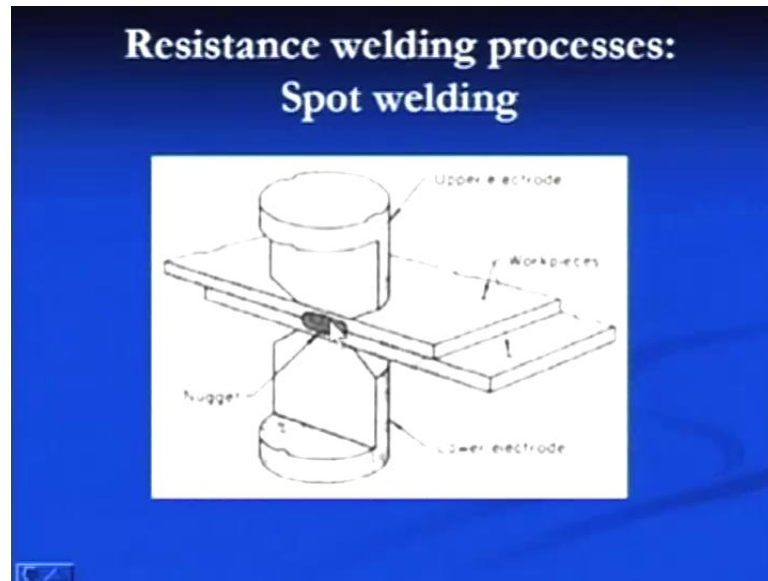 Resistance welding processes:
Spot welding
Upper electrode
Workpieces
Nugget
Lower electrode